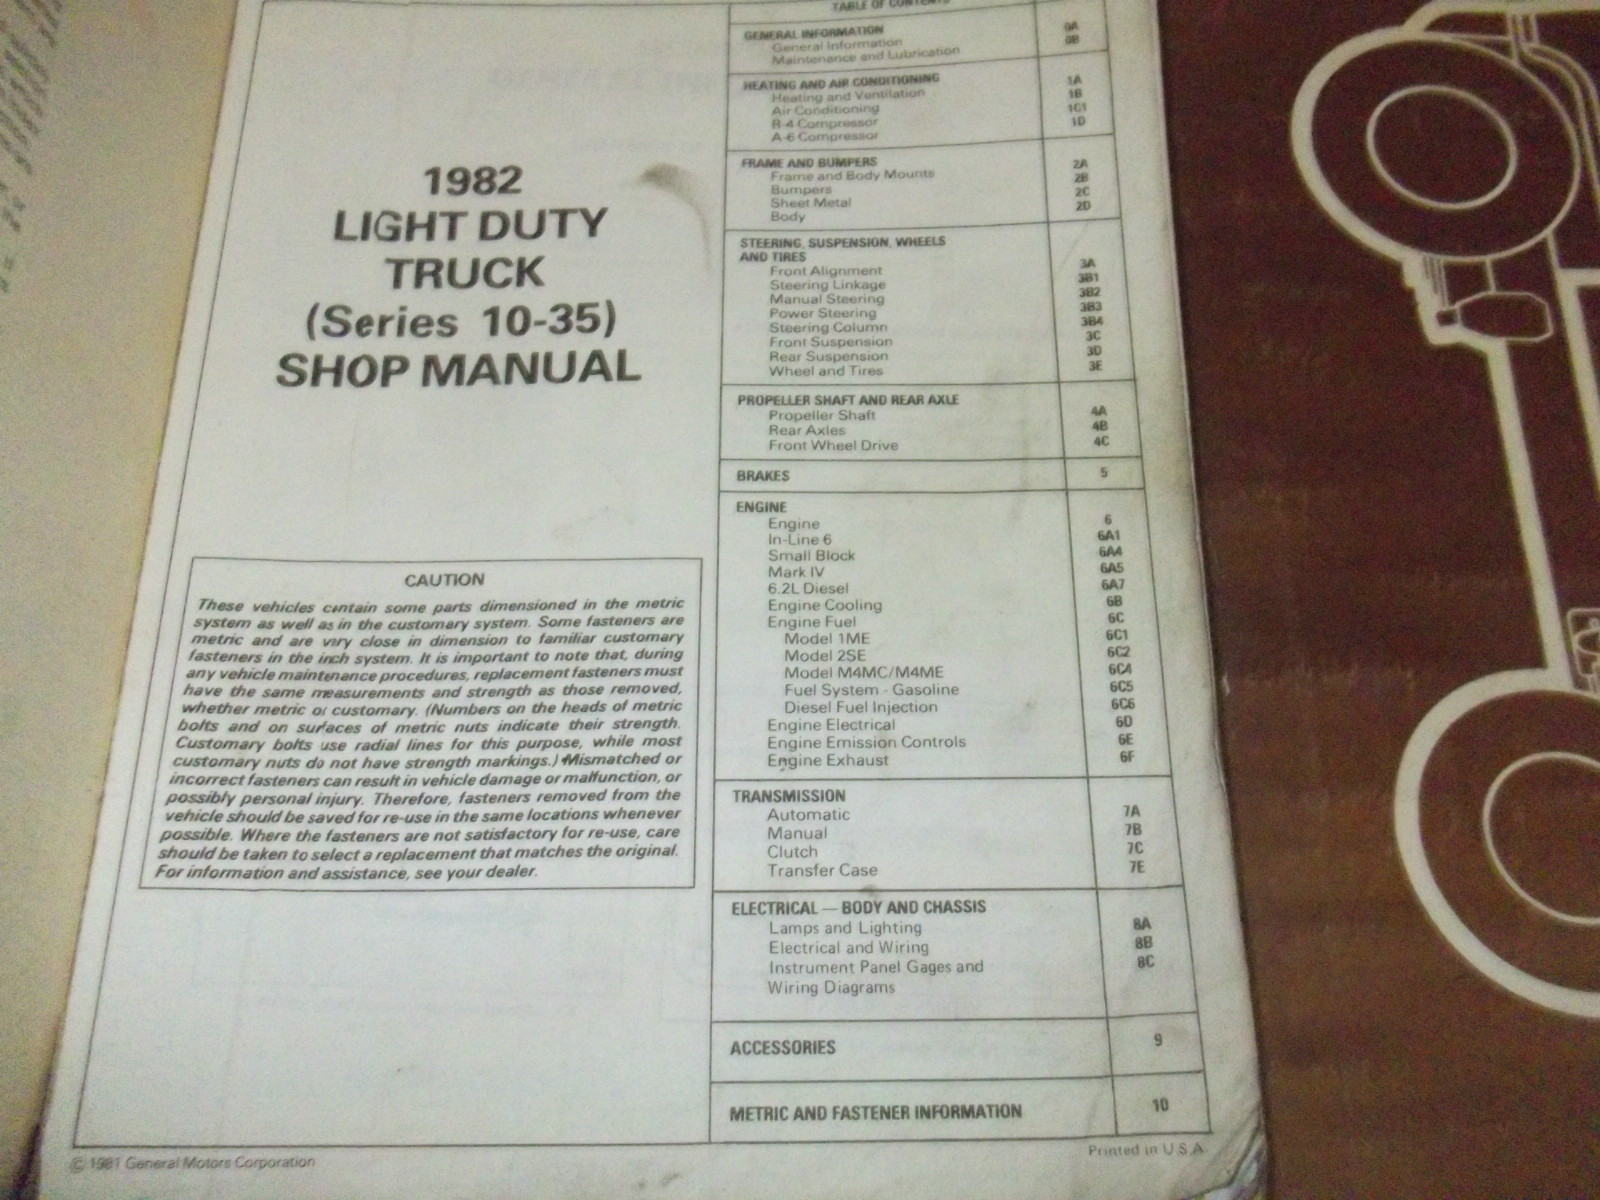 1982
LIGHT DUTY
TRUCK
(Series 10-35)
SHOP MANUAL
CAUTION
These vehicles contain some parts dimensioned in the metric
system as well as in the customary system. Some fasteners are
metric and are very close in dimension to familiar customary
fasteners in the inch system. It is important to note that, during
any vehicle maintenance procedures, replacement fasteners must
have the same measurements and strength as those removed,
whether metric or customary. (Numbers on the heads of metric
bolts and on surfaces of metric nuts indicate their strength.
Customary bolts use radial lines for this purpose, while most
customary nuts do not have strength markings.) Mismatched or
incorrect fasteners can result in vehicle damage or malfunction, or
possibly personal injury. Therefore, fasteners removed from the
vehicle should be saved for re-use in the same locations whenever
possible. Where the fasteners are not satisfactory for re-use, care
should be taken to select a replacement that matches the original.
For information and assistance, see your dealer.
© 1981 General Motors Corporation
TABLE OF CONTENTS
GENERAL INFORMATION
General Information 0A
Maintenance and Lubrication 0B
HEATING AND AIR CONDITIONING
Heating and Ventilation 1A
Air Conditioning 1B
R-4 Compressor 1C1
A-6 Compressor 1D
FRAME AND BUMPERS
Frame and Body Mounts 2A
Bumpers 2B
Sheet Metal 2C
Body 2D
STEERING, SUSPENSION, WHEELS
AND TIRES
Front Alignment 3A
Steering Linkage 3B1
Manual Steering 3B2
Power Steering 3B3
Steering Column 3B4
Front Suspension 3C
Rear Suspension 3D
Wheel and Tires 3E
PROPELLER SHAFT AND REAR AXLE
Propeller Shaft 4A
Rear Axles 4B
Front Wheel Drive 4C
BRAKES 5
ENGINE
Engine 6
In-Line 6 6A1
Small Block 6A4
Mark IV 6A5
6.2L Diesel 6A7
Engine Cooling 6B
Engine Fuel 6C
Model 1ME 6C1
Model 2SE 6C2
Model M4MC/M4ME 6C4
Fuel System - Gasoline 6C5
Diesel Fuel Injection 6C6
Engine Electrical 6D
Engine Emission Controls 6E
Engine Exhaust 6F
TRANSMISSION
Automatic 7A
Manual 7B
Clutch 7C
Transfer Case 7E
ELECTRICAL — BODY AND CHASSIS
Lamps and Lighting 8A
Electrical and Wiring 8B
Instrument Panel Gages and 8C
Wiring Diagrams
ACCESSORIES 9
METRIC AND FASTENER INFORMATION 10
Printed in U.S.A.